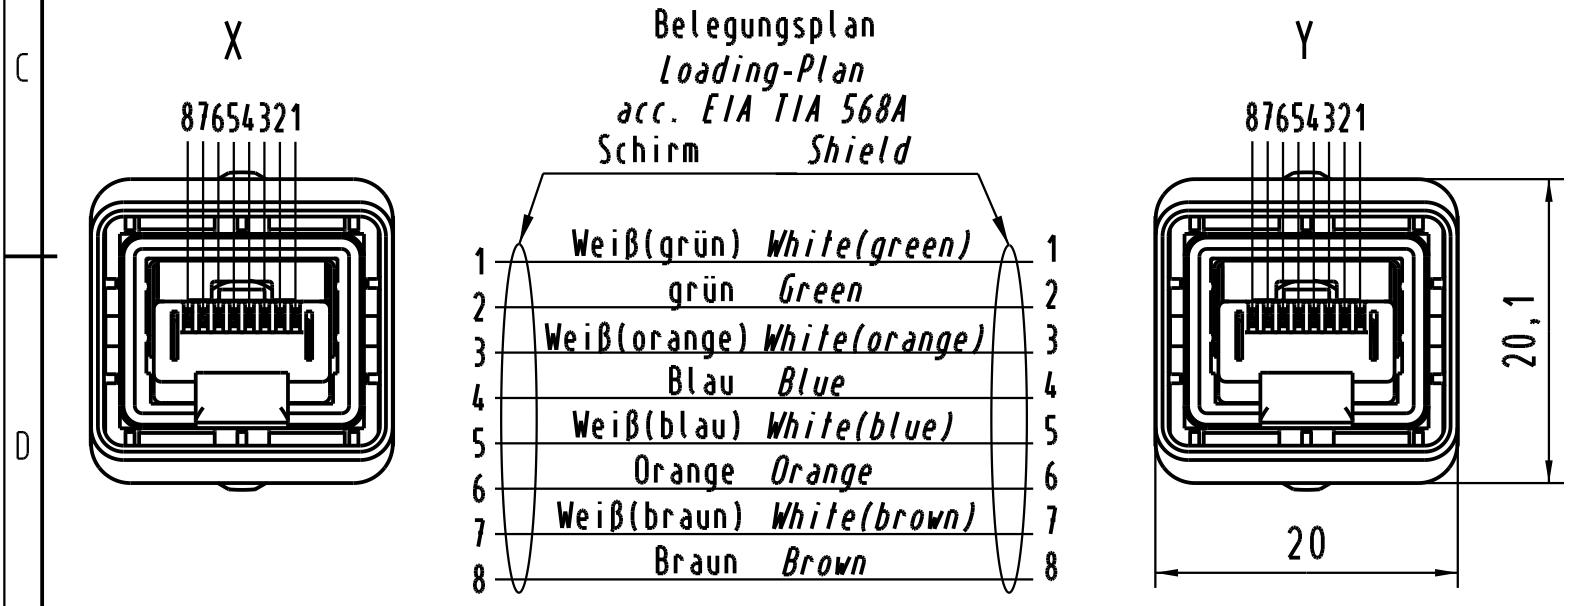 C
D
X
87654321
Belegungsplan
Loading-Plan
acc. EIA TIA 568A
Schirm Shield
1 Weiß(grün) White(green) 1
2 grün Green 2
3 Weiß(orange) White(orange) 3
4 Blau Blue 4
5 Weiß(blau) White(blue) 5
6 Orange Orange 6
7 Weiß(braun) White(brown) 7
8 Braun Brown 8
Y
87654321
20,1
20